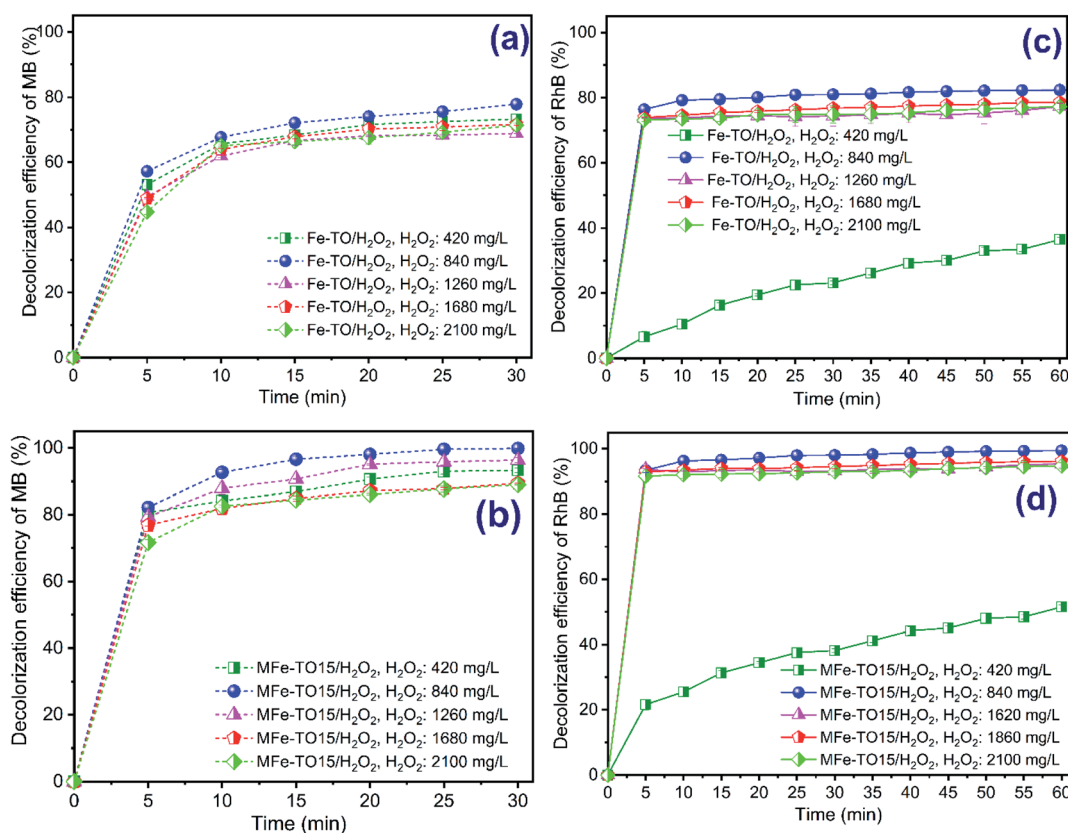 (a)
Decolorization efficiency of MB (%)
100
80
60
40
20
0
Fe-TO/H₂O₂, H₂O₂: 420 mg/L
Fe-TO/H₂O₂, H₂O₂: 840 mg/L
Fe-TO/H₂O₂, H₂O₂: 1260 mg/L
Fe-TO/H₂O₂, H₂O₂: 1680 mg/L
Fe-TO/H₂O₂, H₂O₂: 2100 mg/L
0 5 10 15 20 25 30
Time (min)
(c)
Decolorization efficiency of RhB (%)
100
80
60
40
20
0
Fe-TO/H₂O₂, H₂O₂: 420 mg/L
Fe-TO/H₂O₂, H₂O₂: 840 mg/L
Fe-TO/H₂O₂, H₂O₂: 1260 mg/L
Fe-TO/H₂O₂, H₂O₂: 1680 mg/L
Fe-TO/H₂O₂, H₂O₂: 2100 mg/L
0 5 10 15 20 25 30 35 40 45 50 55 60
Time (min)
(b)
Decolorization efficiency of MB (%)
100
80
60
40
20
0
MFe-TO15/H₂O₂, H₂O₂: 420 mg/L
MFe-TO15/H₂O₂, H₂O₂: 840 mg/L
MFe-TO15/H₂O₂, H₂O₂: 1260 mg/L
MFe-TO15/H₂O₂, H₂O₂: 1680 mg/L
MFe-TO15/H₂O₂, H₂O₂: 2100 mg/L
0 5 10 15 20 25 30
Time (min)
(d)
Decolorization efficiency of RhB (%)
100
80
60
40
20
0
MFe-TO15/H₂O₂, H₂O₂: 420 mg/L
MFe-TO15/H₂O₂, H₂O₂: 840 mg/L
MFe-TO15/H₂O₂, H₂O₂: 1620 mg/L
MFe-TO15/H₂O₂, H₂O₂: 1860 mg/L
MFe-TO15/H₂O₂, H₂O₂: 2100 mg/L
0 5 10 15 20 25 30 35 40 45 50 55 60
Time (min)